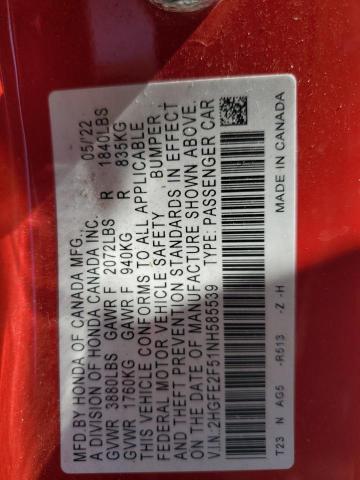 MFD BY HONDA OF CANADA MFG., 05/22
A DIVISION OF HONDA CANADA INC.
GVWR 3880LBS GAWR F 2072LBS R 1840LBS
GVWR 1760KG GAWR F 940KG R 835KG
THIS VEHICLE CONFORMS TO ALL APPLICABLE
FEDERAL MOTOR VEHICLE SAFETY BUMPER,
AND THEFT PREVENTION STANDARDS IN EFFECT
ON THE DATE OF MANUFACTURE SHOWN ABOVE.
V.I.N: 2HGFE2F51NH585539 TYPE: PASSENGER CAR
T23 N AG5 -R513 -Z -H MADE IN CANADA